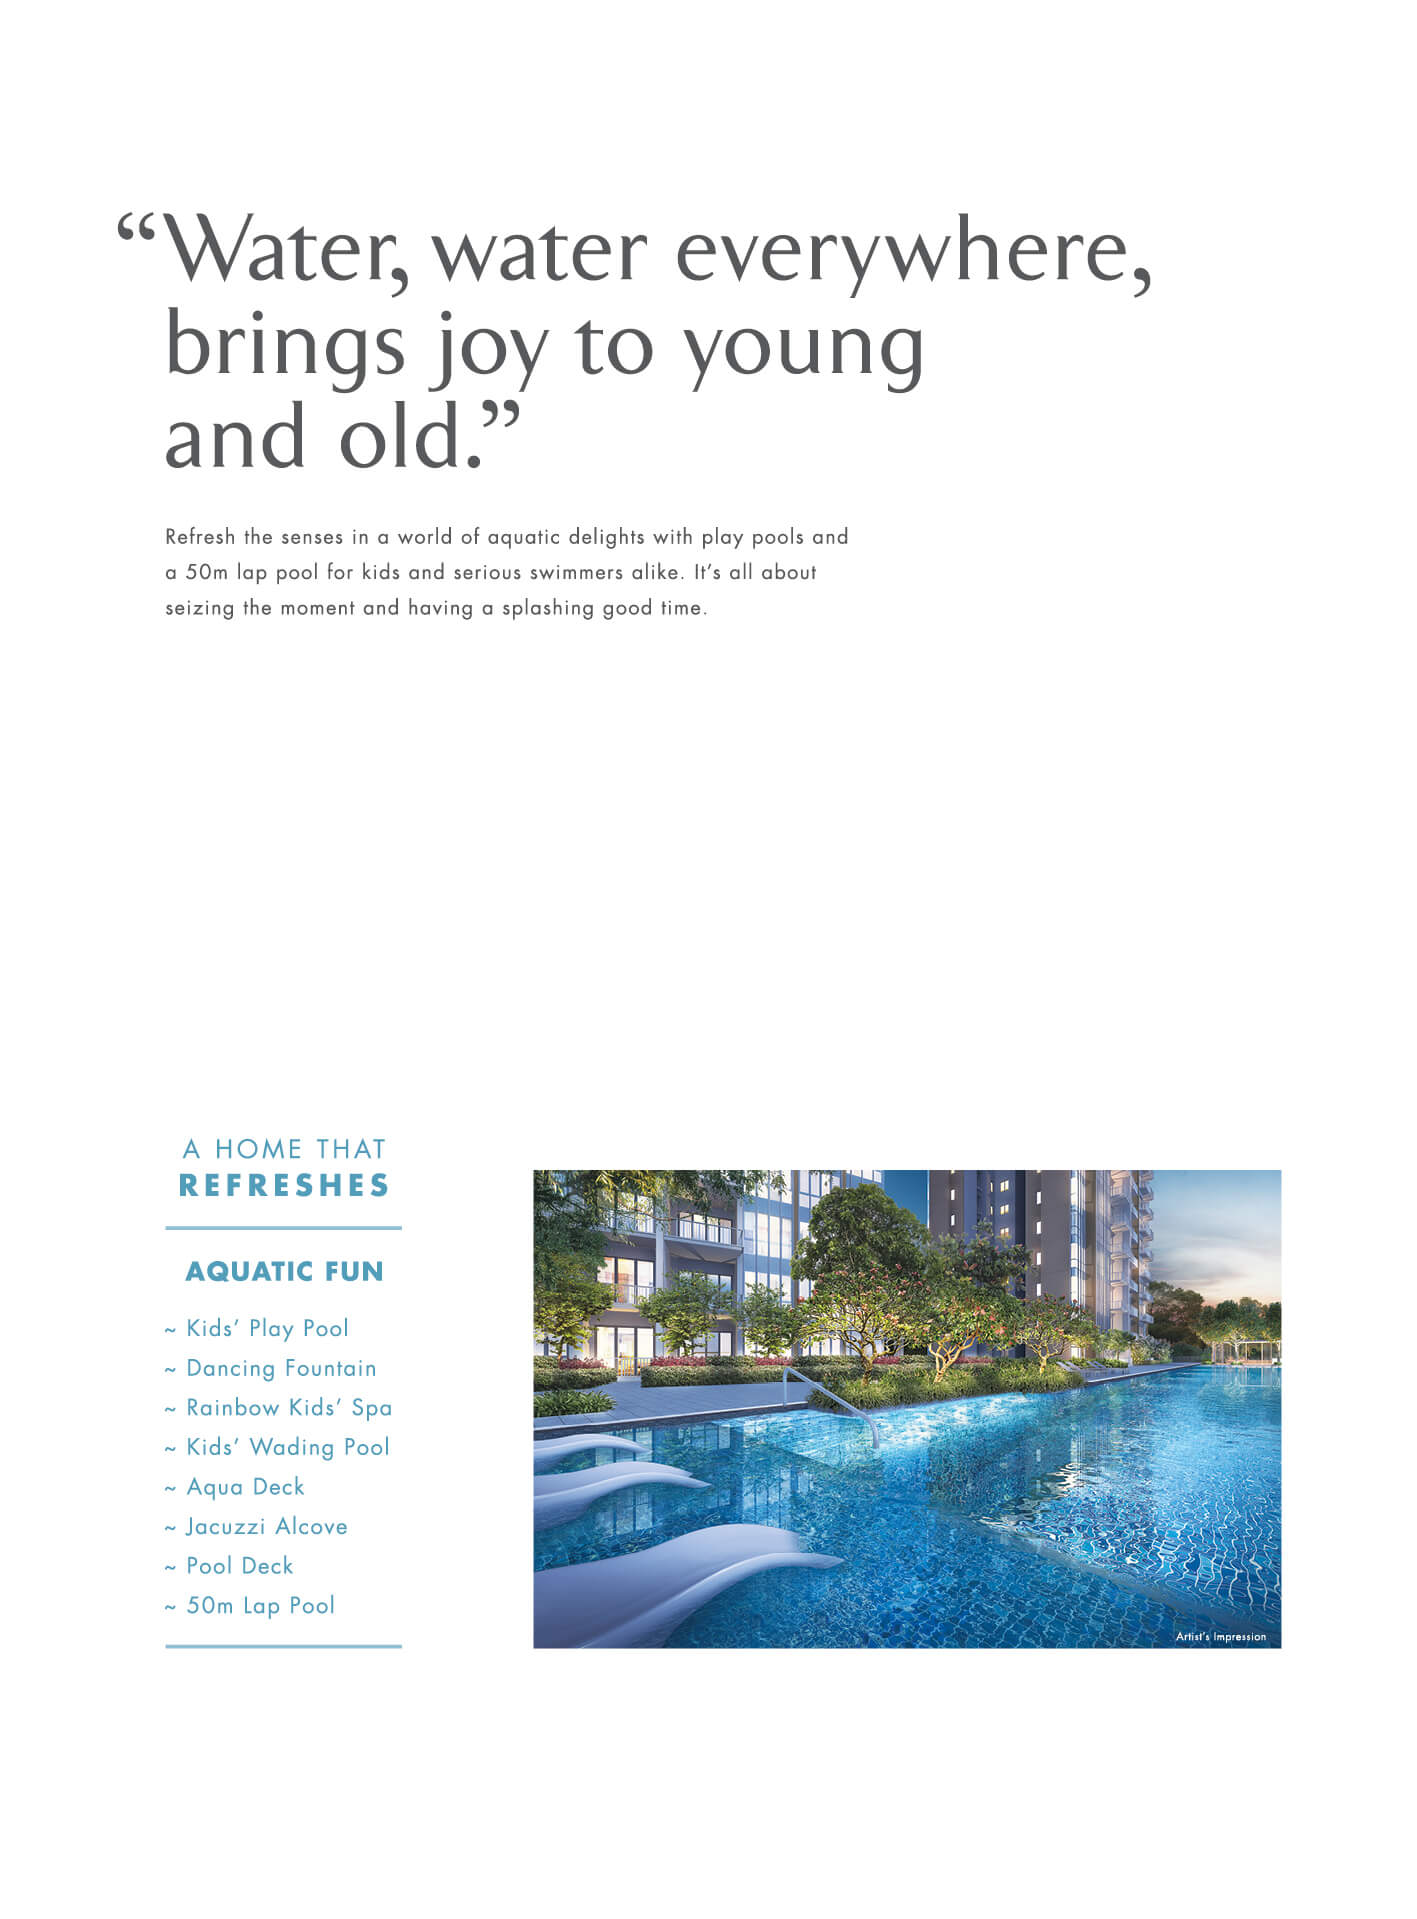 “Water, water everywhere,
brings joy to young
and old.”
Refresh the senses in a world of aquatic delights with play pools and
a 50m lap pool for kids and serious swimmers alike. It’s all about
seizing the moment and having a splashing good time.
A HOME THAT
REFRESHES
AQUATIC FUN
~ Kids’ Play Pool
~ Dancing Fountain
~ Rainbow Kids’ Spa
~ Kids’ Wading Pool
~ Aqua Deck
~ Jacuzzi Alcove
~ Pool Deck
~ 50m Lap Pool
Artist’s Impression